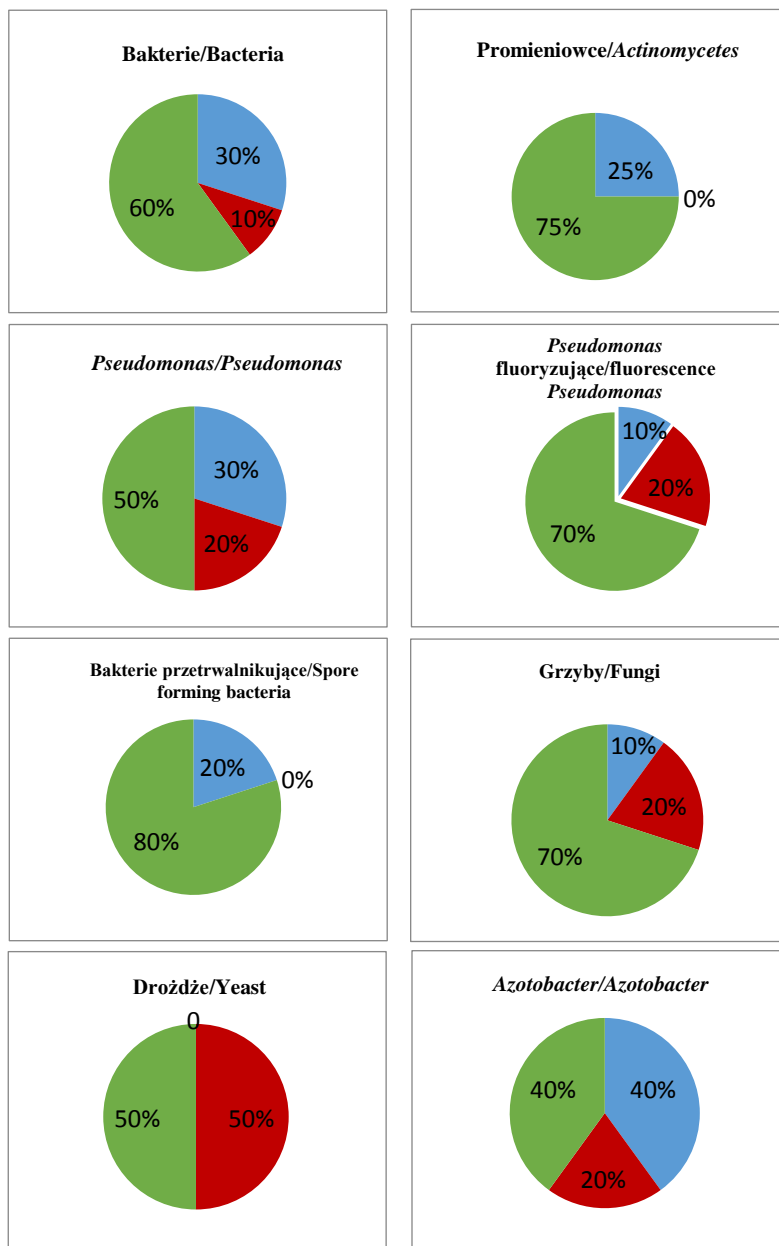 Bakterie/Bacteria
30%
10%
60%
Promieniowce/Actinomycetes
25%
0%
75%
Pseudomonas/Pseudomonas
30%
20%
50%
Pseudomonas
fluoryzujące/fluorescence
Pseudomonas
10%
20%
70%
Bakterie przetrwalnikujące/Spore
forming bacteria
20%
0%
80%
Grzyby/Fungi
10%
20%
70%
Drożdże/Yeast
0
50%
50%
Azotobacter/Azotobacter
40%
40%
20%